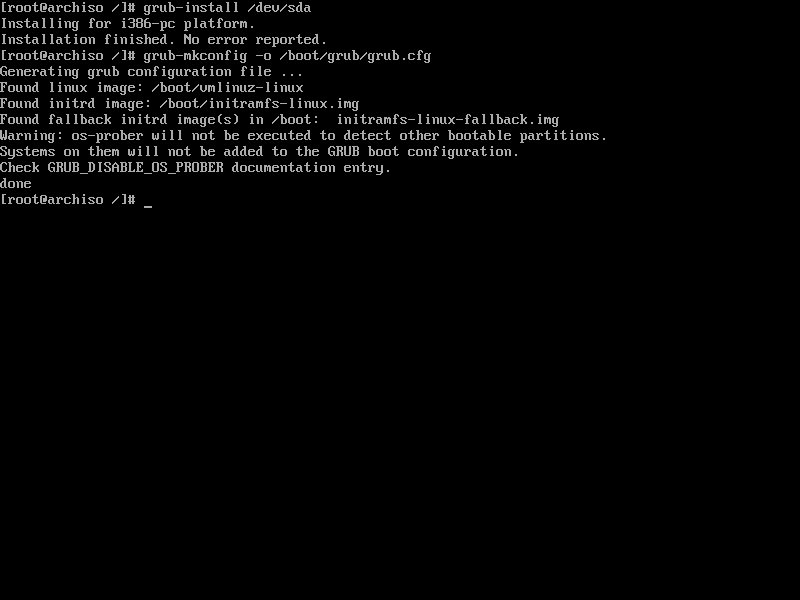 [root@archiso /]# grub-install /dev/sda
Installing for i386-pc platform.
Installation finished. No error reported.
[root@archiso /]# grub-mkconfig -o /boot/grub/grub.cfg
Generating grub configuration file ...
Found linux image: /boot/vmlinuz-linux
Found initrd image: /boot/initramfs-linux.img
Found fallback initrd image(s) in /boot:  initramfs-linux-fallback.img
Warning: os-prober will not be executed to detect other bootable partitions.
Systems on them will not be added to the GRUB boot configuration.
Check GRUB_DISABLE_OS_PROBER documentation entry.
done
[root@archiso /]# _